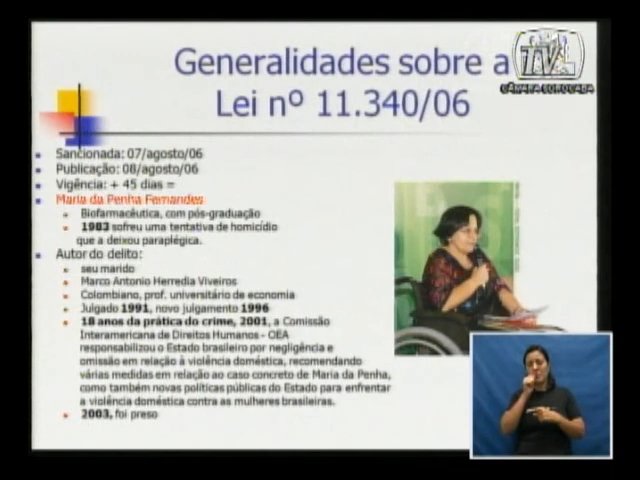 Generalidades sobre a
Lei nº 11.340/06
TV
CÂMARA SOROCABA
Sancionada: 07/agosto/06
Publicação: 08/agosto/06
Vigência: + 45 dias =
Maria da Penha Fernandes
Biofarmacêutica, com pós-graduação
1983 sofreu uma tentativa de homicídio
que a deixou paraplégica.
Autor do delito:
seu marido
Marco Antonio Herredia Viveiros
Colombiano, prof. universitário de economia
Julgado 1991, novo julgamento 1996
18 anos da prática do crime, 2001, a Comissão
Interamericana de Direitos Humanos - OEA
responsabilizou o Estado brasileiro por negligência e
omissão em relação à violência doméstica, recomendando
várias medidas em relação ao caso concreto de Maria da Penha,
como também novas políticas públicas do Estado para enfrentar
a violência doméstica contra as mulheres brasileiras.
2003, foi preso